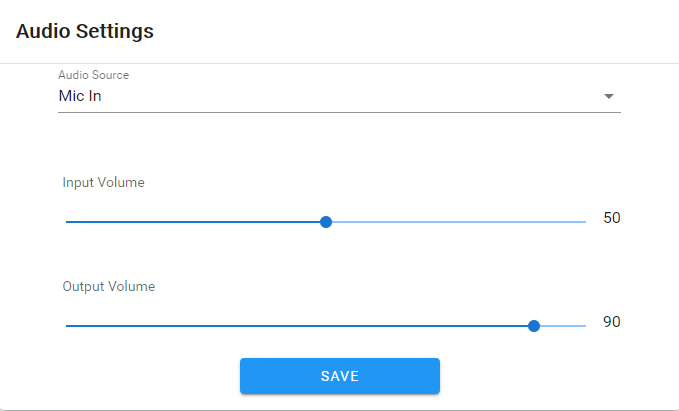 Audio Settings
Audio Source
Mic In
Input Volume
50
Output Volume
90
SAVE